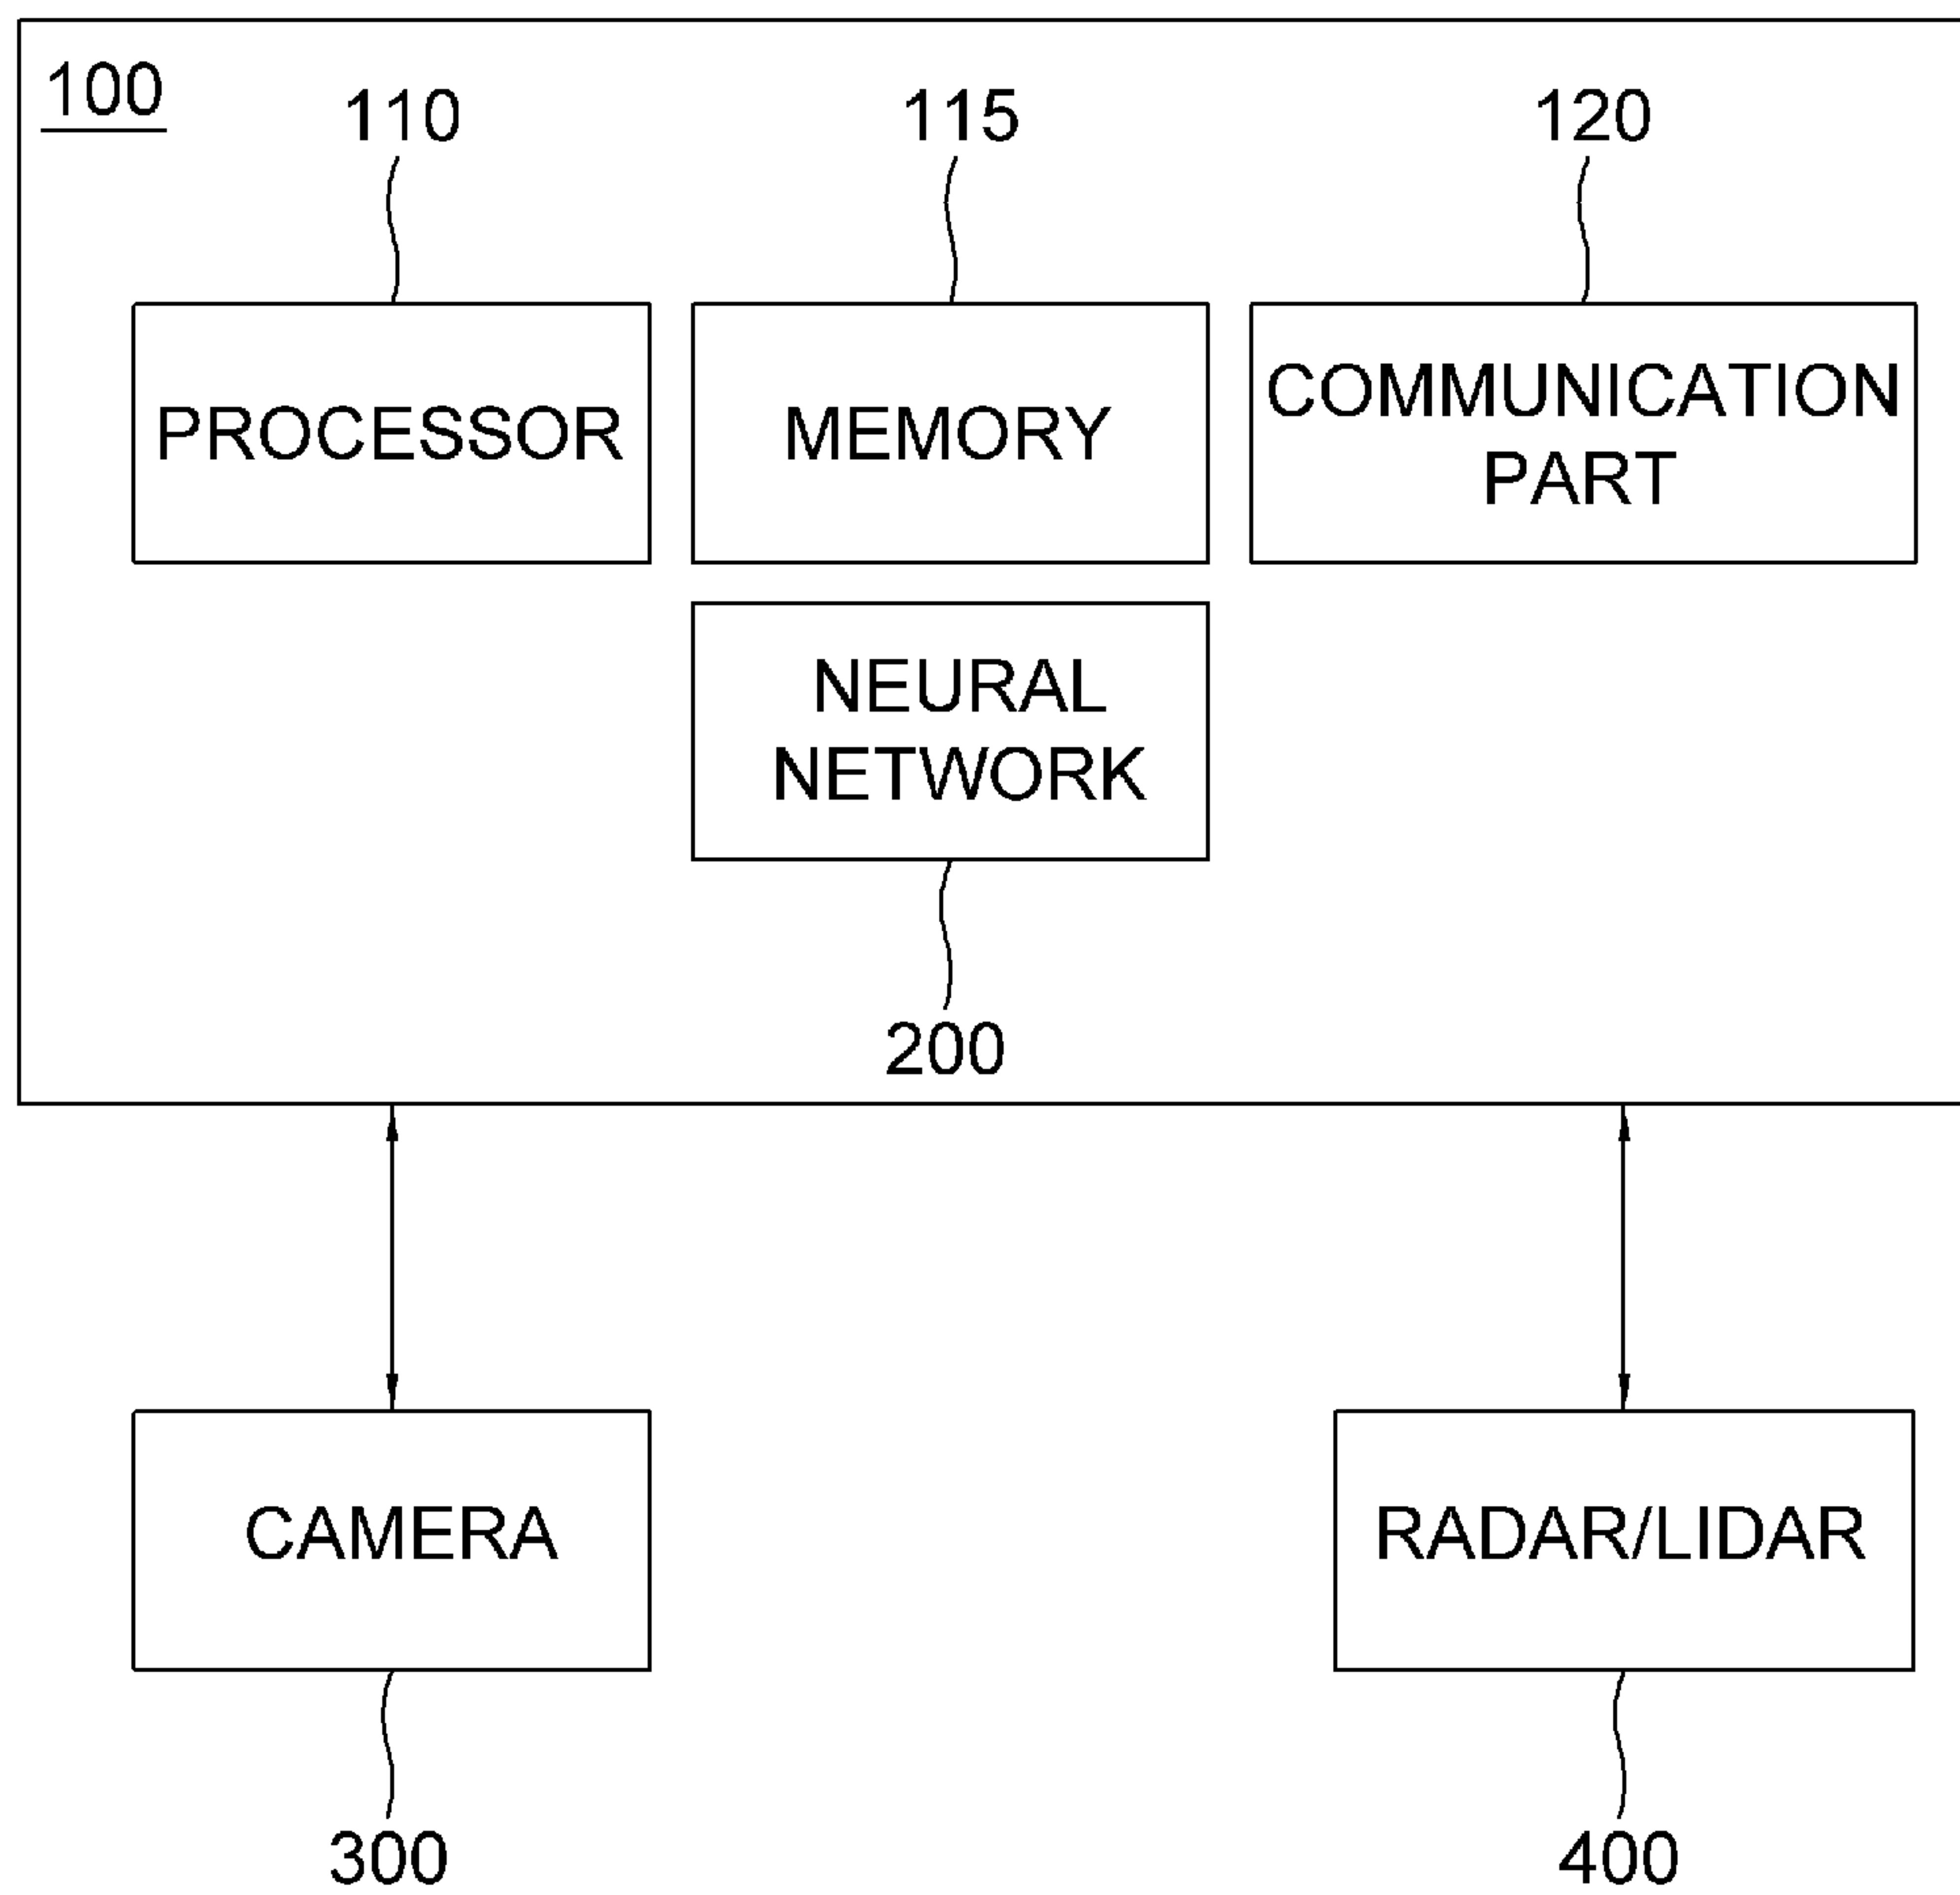 100
110
115
120
PROCESSOR
MEMORY
COMMUNICATION
PART
NEURAL
NETWORK
200
CAMERA
RADAR/LIDAR
300
400